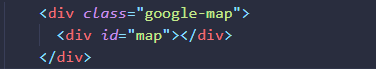 <div class="google-map">
<div id="map"></div>
</div>